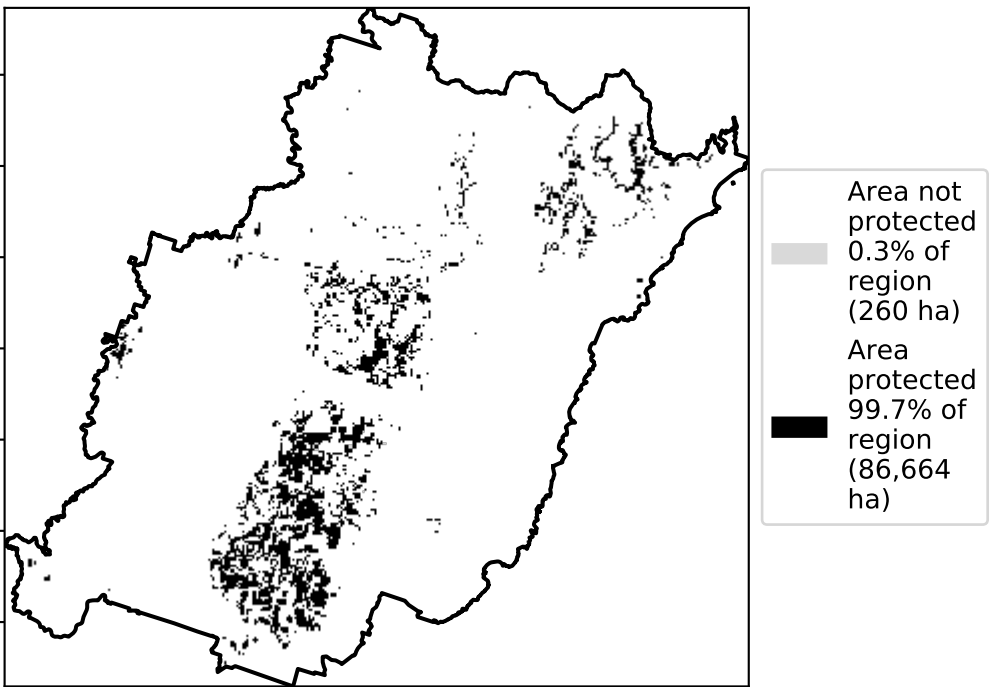 Area not
protected
0.3% of
region
(260 ha)
Area
protected
99.7% of
region
(86,664
ha)